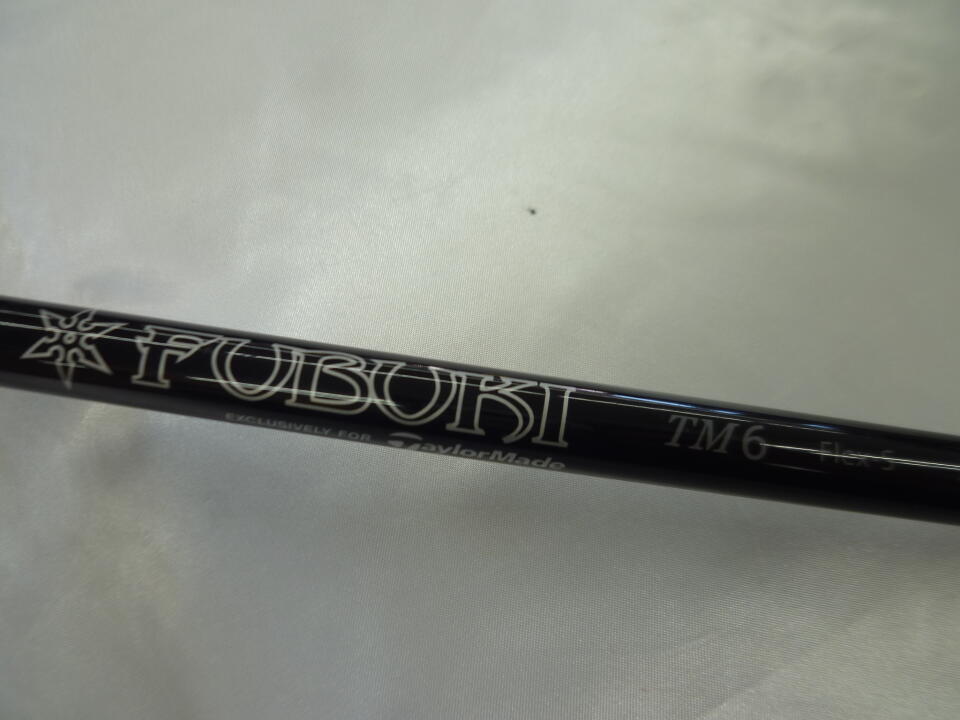 FUBUKI TM6 Flex-S
EXCLUSIVELY FOR TaylorMade